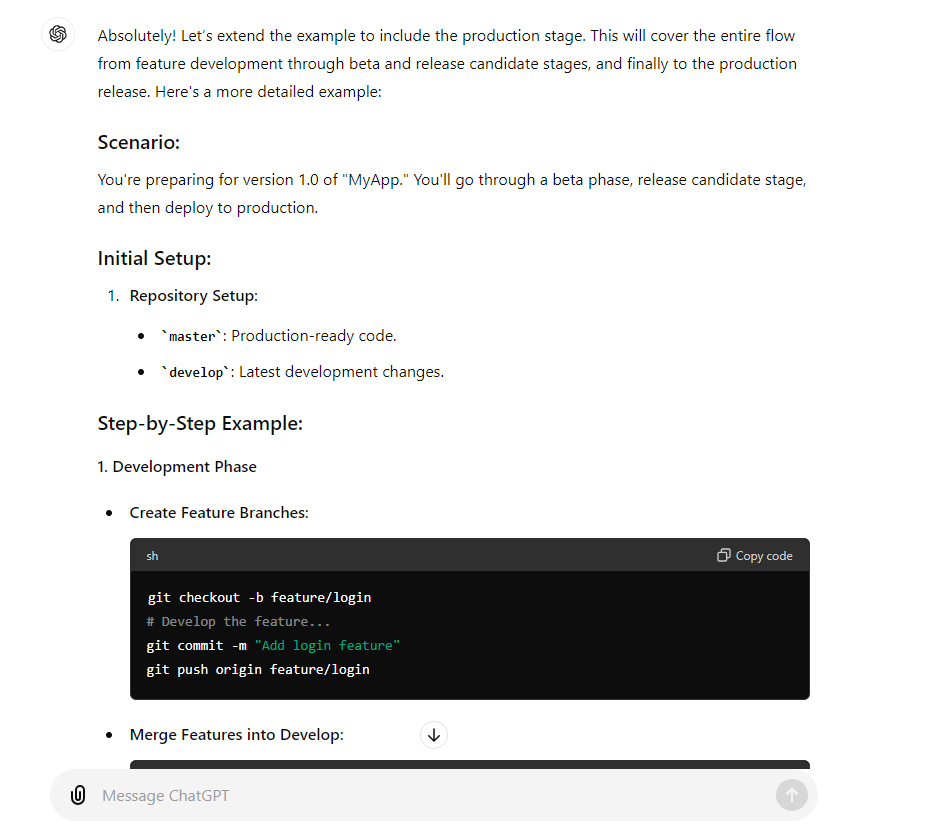 Absolutely! Let's extend the example to include the production stage. This will cover the entire flow
from feature development through beta and release candidate stages, and finally to the production
release. Here's a more detailed example:
Scenario:
You're preparing for version 1.0 of "MyApp." You'll go through a beta phase, release candidate stage,
and then deploy to production.
Initial Setup:
1. Repository Setup:
• `master`: Production-ready code.
• `develop`: Latest development changes.
Step-by-Step Example:
1. Development Phase
• Create Feature Branches:
sh Copy code
git checkout -b feature/login
# Develop the feature...
git commit -m "Add login feature"
git push origin feature/login
• Merge Features into Develop:
Message ChatGPT